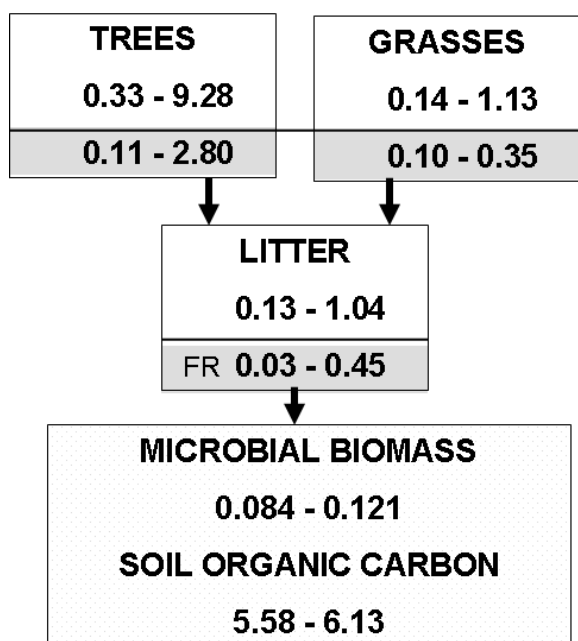 TREES
0.33 - 9.28
0.11 - 2.80
GRASSES
0.14 - 1.13
0.10 - 0.35
LITTER
0.13 - 1.04
FR 0.03 - 0.45
MICROBIAL BIOMASS
0.084 - 0.121
SOIL ORGANIC CARBON
5.58 - 6.13